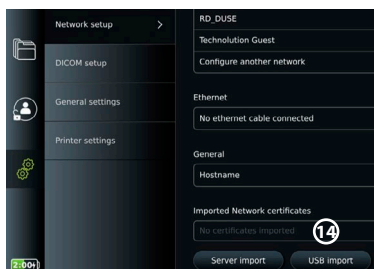 Network setup >
DICOM setup
General settings
Printer settings
2:00
RD_DUSE
Technolution Guest
Configure another network
Ethernet
No ethernet cable connected
General
Hostname
Imported Network certificates
No certificates imported
14
Server import
USB import